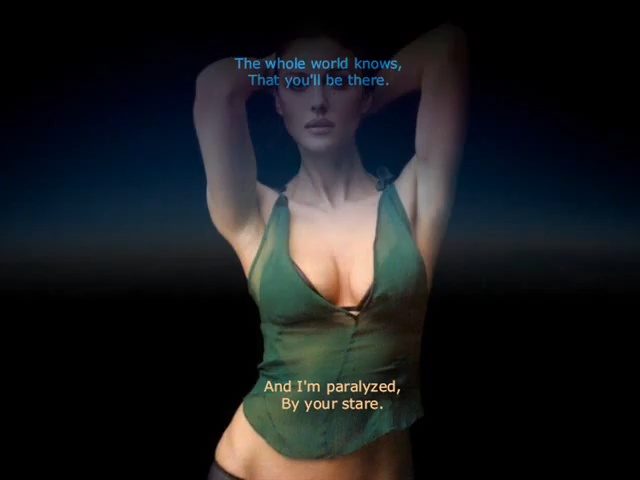 The whole world knows,
That you'll be there.
And I'm paralyzed,
By your stare.